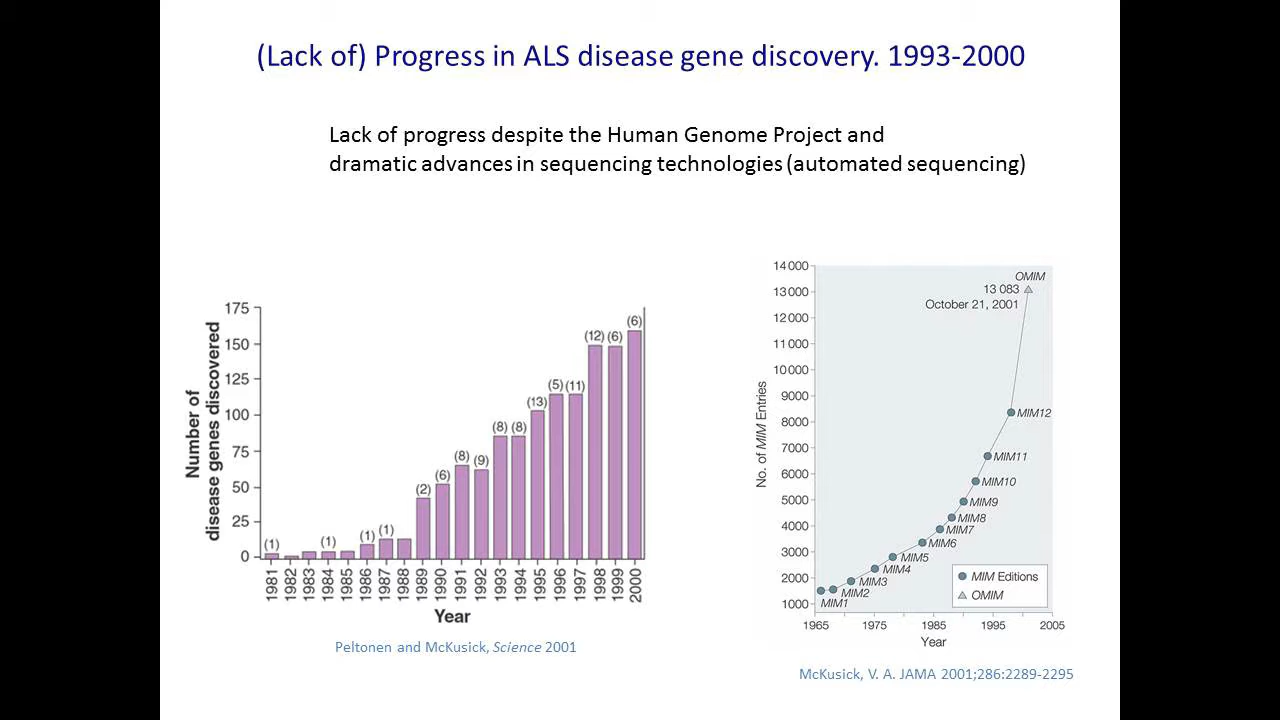 (Lack of) Progress in ALS disease gene discovery. 1993-2000
Lack of progress despite the Human Genome Project and
dramatic advances in sequencing technologies (automated sequencing)
Number of
disease genes discovered
175
150
125
100
75
50
25
0
(1)
(1)
(1)
(1)
(2)
(6)
(8)
(9)
(8)
(8)
(13)
(5)
(11)
(12)
(6)
(6)
1981
1982
1983
1984
1985
1986
1987
1988
1989
1990
1991
1992
1993
1994
1995
1996
1997
1998
1999
2000
Year
Peltonen and McKusick, Science 2001
No. of MIM Entries
14 000
13 000
12 000
11 000
10 000
9000
8000
7000
6000
5000
4000
3000
2000
1000
OMIM
13 083
October 21, 2001
MIM12
MIM11
MIM10
MIM9
MIM8
MIM7
MIM6
MIM5
MIM4
MIM3
MIM2
MIM1
MIM Editions
OMIM
1965
1975
1985
1995
2005
Year
McKusick, V. A. JAMA 2001;286:2289-2295